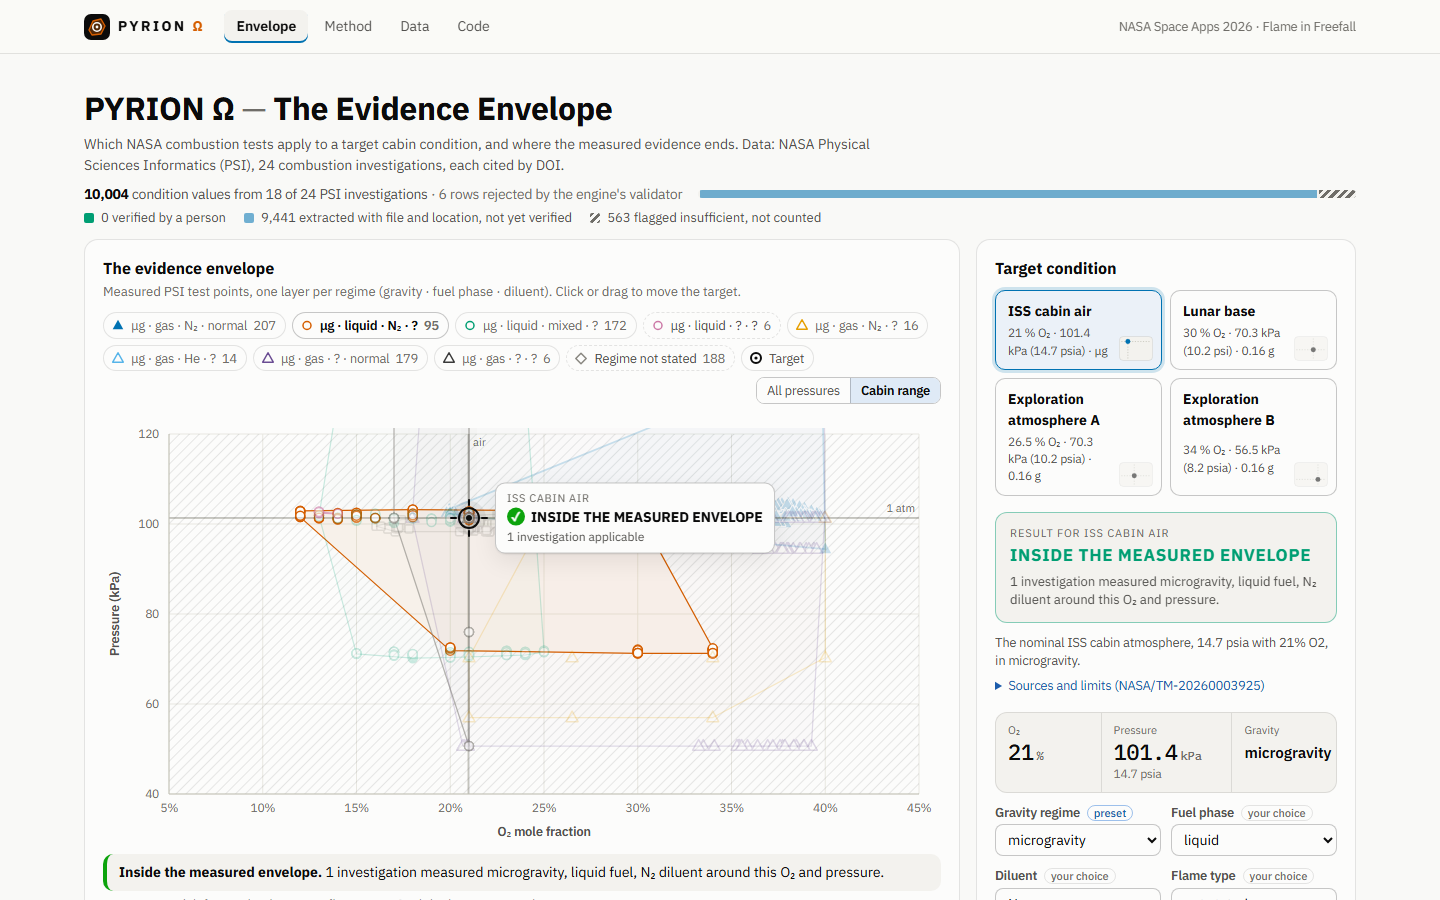 PYRION Ω
Envelope
Method
Data
Code
NASA Space Apps 2026 · Flame in Freefall
PYRION Ω — The Evidence Envelope
Which NASA combustion tests apply to a target cabin condition, and where the measured evidence ends. Data: NASA Physical
Sciences Informatics (PSI), 24 combustion investigations, each cited by DOI.
10,004 condition values from 18 of 24 PSI investigations · 6 rows rejected by the engine's validator
0 verified by a person
9,441 extracted with file and location, not yet verified
563 flagged insufficient, not counted
The evidence envelope
Measured PSI test points, one layer per regime (gravity · fuel phase · diluent). Click or drag to move the target.
µg · gas · N₂ · normal 207
µg · liquid · N₂ · ? 95
µg · liquid · mixed · ? 172
µg · liquid · ? · ? 6
µg · gas · N₂ · ? 16
µg · gas · He · ? 14
µg · gas · ? · normal 179
µg · gas · ? · ? 6
Regime not stated 188
Target
All pressures
Cabin range
120
100
80
60
40
Pressure (kPa)
air
1 atm
ISS CABIN AIR
INSIDE THE MEASURED ENVELOPE
1 investigation applicable
5%
10%
15%
20%
25%
30%
35%
40%
45%
O₂ mole fraction
Inside the measured envelope. 1 investigation measured microgravity, liquid fuel, N₂ diluent around this O₂ and pressure.
Target condition
ISS cabin air
21 % O₂ · 101.4
kPa (14.7 psia) · µg
Lunar base
30 % O₂ · 70.3 kPa
(10.2 psi) · 0.16 g
Exploration
atmosphere A
26.5 % O₂ · 70.3
kPa (10.2 psia) ·
0.16 g
Exploration
atmosphere B
34 % O₂ · 56.5 kPa
(8.2 psia) · 0.16 g
RESULT FOR ISS CABIN AIR
INSIDE THE MEASURED ENVELOPE
1 investigation measured microgravity, liquid fuel, N₂
diluent around this O₂ and pressure.
The nominal ISS cabin atmosphere, 14.7 psia with 21% O2,
in microgravity.
Sources and limits (NASA/TM-20260003925)
O₂
21 %
Pressure
101.4 kPa
14.7 psia
Gravity
microgravity
Gravity regime preset
Fuel phase your choice
microgravity
liquid
Diluent your choice
Flame type your choice